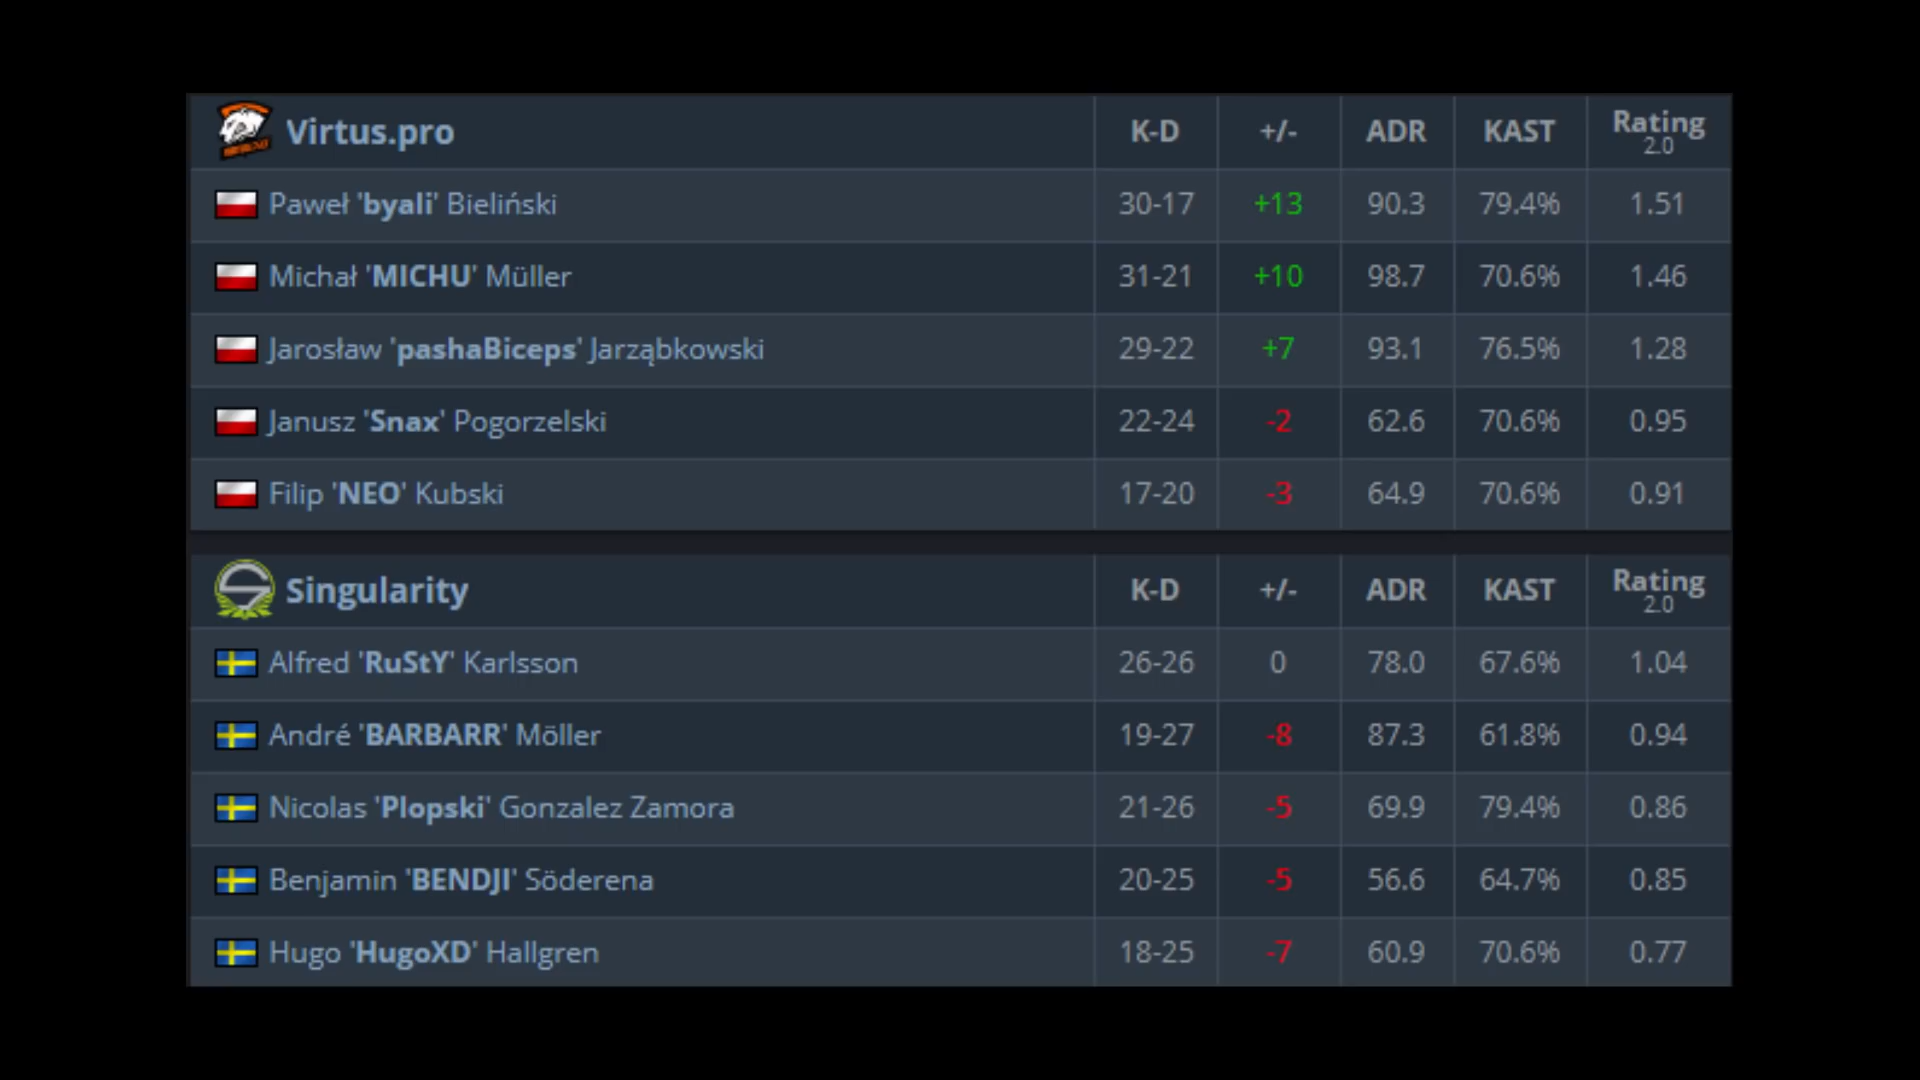 Virtus.pro K-D +/- ADR KAST Rating 2.0
Paweł 'byali' Bieliński 30-17 +13 90.3 79.4% 1.51
Michał 'MICHU' Müller 31-21 +10 98.7 70.6% 1.46
Jarosław 'pashaBiceps' Jarząbkowski 29-22 +7 93.1 76.5% 1.28
Janusz 'Snax' Pogorzelski 22-24 -2 62.6 70.6% 0.95
Filip 'NEO' Kubski 17-20 -3 64.9 70.6% 0.91
Singularity K-D +/- ADR KAST Rating 2.0
Alfred 'RuStY' Karlsson 26-26 0 78.0 67.6% 1.04
André 'BARBARR' Möller 19-27 -8 87.3 61.8% 0.94
Nicolas 'Plopski' Gonzalez Zamora 21-26 -5 69.9 79.4% 0.86
Benjamin 'BENDJI' Söderena 20-25 -5 56.6 64.7% 0.85
Hugo 'HugoXD' Hallgren 18-25 -7 60.9 70.6% 0.77